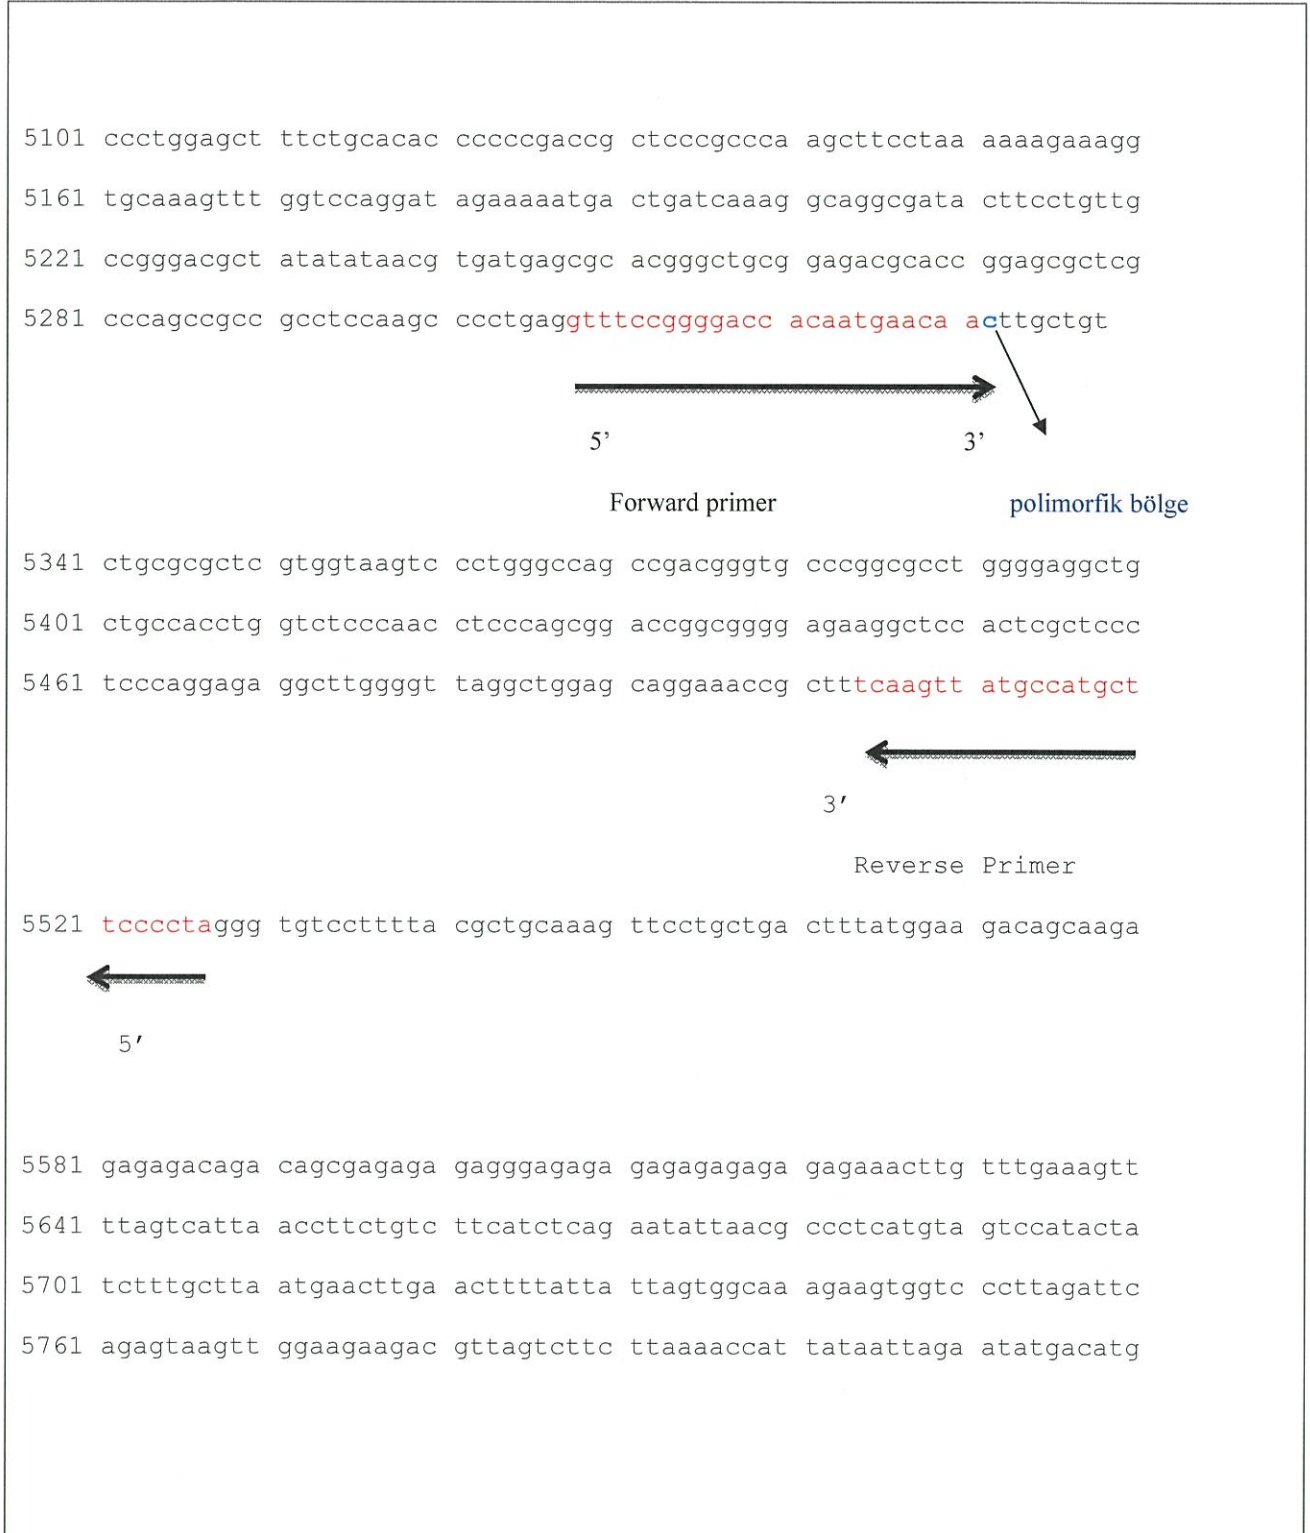 5101 ccctggagct ttctgcacac cccccgaccg ctcccgccca agcttcctaa aaaagaaagg
5161 tgcaaagttt ggtccaggat agaaaaatga ctgatcaaag gcaggcgata cttcctgttg
5221 ccgggacgct atatataacg tgatgagcgc acgggctgcg gagacgcacc ggagcgctcg
5281 cccagccgcc gcctccaagc ccctgaggtttccggggacc acaatgaaca acttgctgt
5' 3'
Forward primer polimorfik bölge
5341 ctgcgcgctc gtggtaagtc cctgggccag ccgacgggtg cccggcgcct ggggaggctg
5401 ctgccacctg gtctcccaac ctcccagcgg accggcgggg agaaggctcc actcgctccc
5461 tcccaggaga ggcttggggt taggctggag caggaaaccg ctttcaagtt atgccatgct
3'
Reverse Primer
5521 tcccctaggg tgtcctttta cgctgcaaag ttcctgctga ctttatggaa gacagcaaga
5'
5581 gagagacaga cagcgagaga gagggagaga gagagagaga gagaaacttg tttgaaagtt
5641 ttagtcatta accttctgtc ttcatctcag aatattaacg ccctcatgta gtccatacta
5701 tctttgctta atgaacttga acttttatta ttagtggcaa agaagtggtc ccttagattc
5761 agagtaagtt ggaagaagac gttagtcttc ttaaaaccat tataattaga atatgacatg